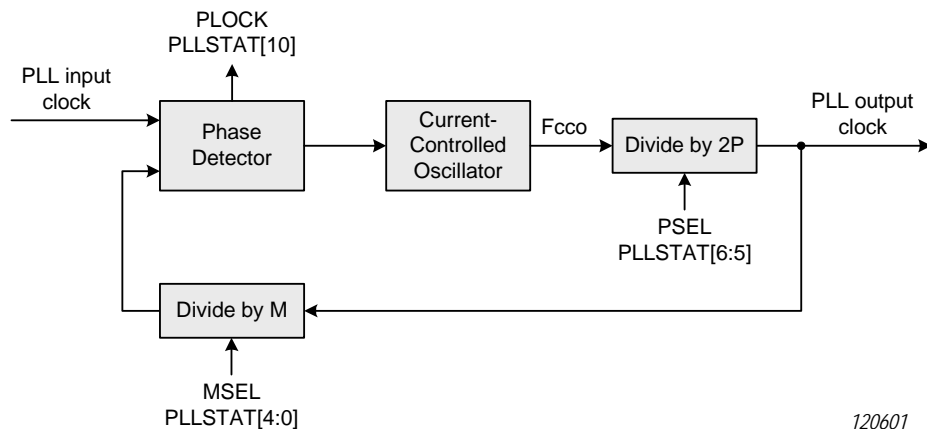 PLOCK
PLLSTAT[10]
PLL input
clock
Phase
Detector
Current-
Controlled
Oscillator
Fcco
Divide by 2P
PLL output
clock
PSEL
PLLSTAT[6:5]
Divide by M
MSEL
PLLSTAT[4:0]
120601